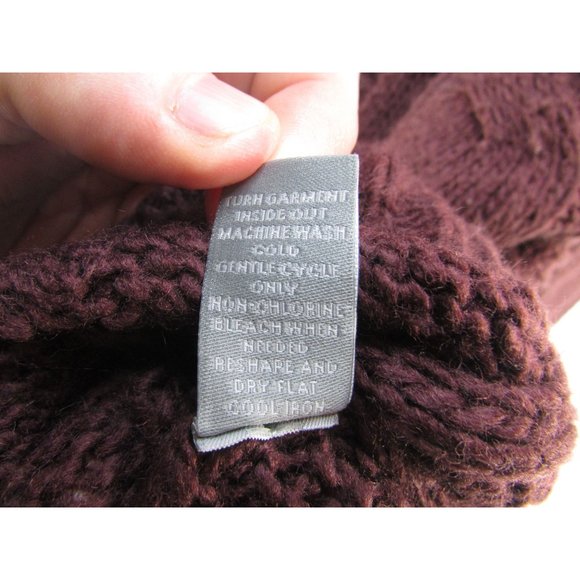 TURN GARMENT
INSIDE OUT
MACHINE WASH
COLD
GENTLE CYCLE
ONLY
NON-CHLORINE
BLEACH WHEN
NEEDED
RESHAPE AND
DRY FLAT
COOL IRON